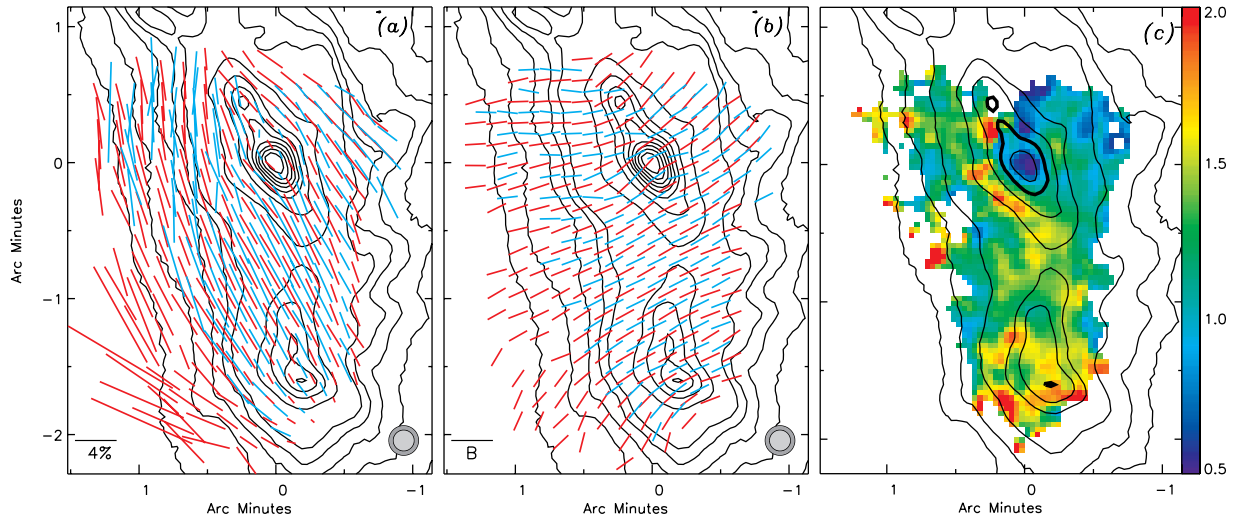 (a)
(b)
(c)
2.0
1.5
1.0
0.5
1
0
-1
-2
Arc Minutes
4%
B
1 0 -1
1 0 -1
1 0 -1
Arc Minutes
Arc Minutes
Arc Minutes